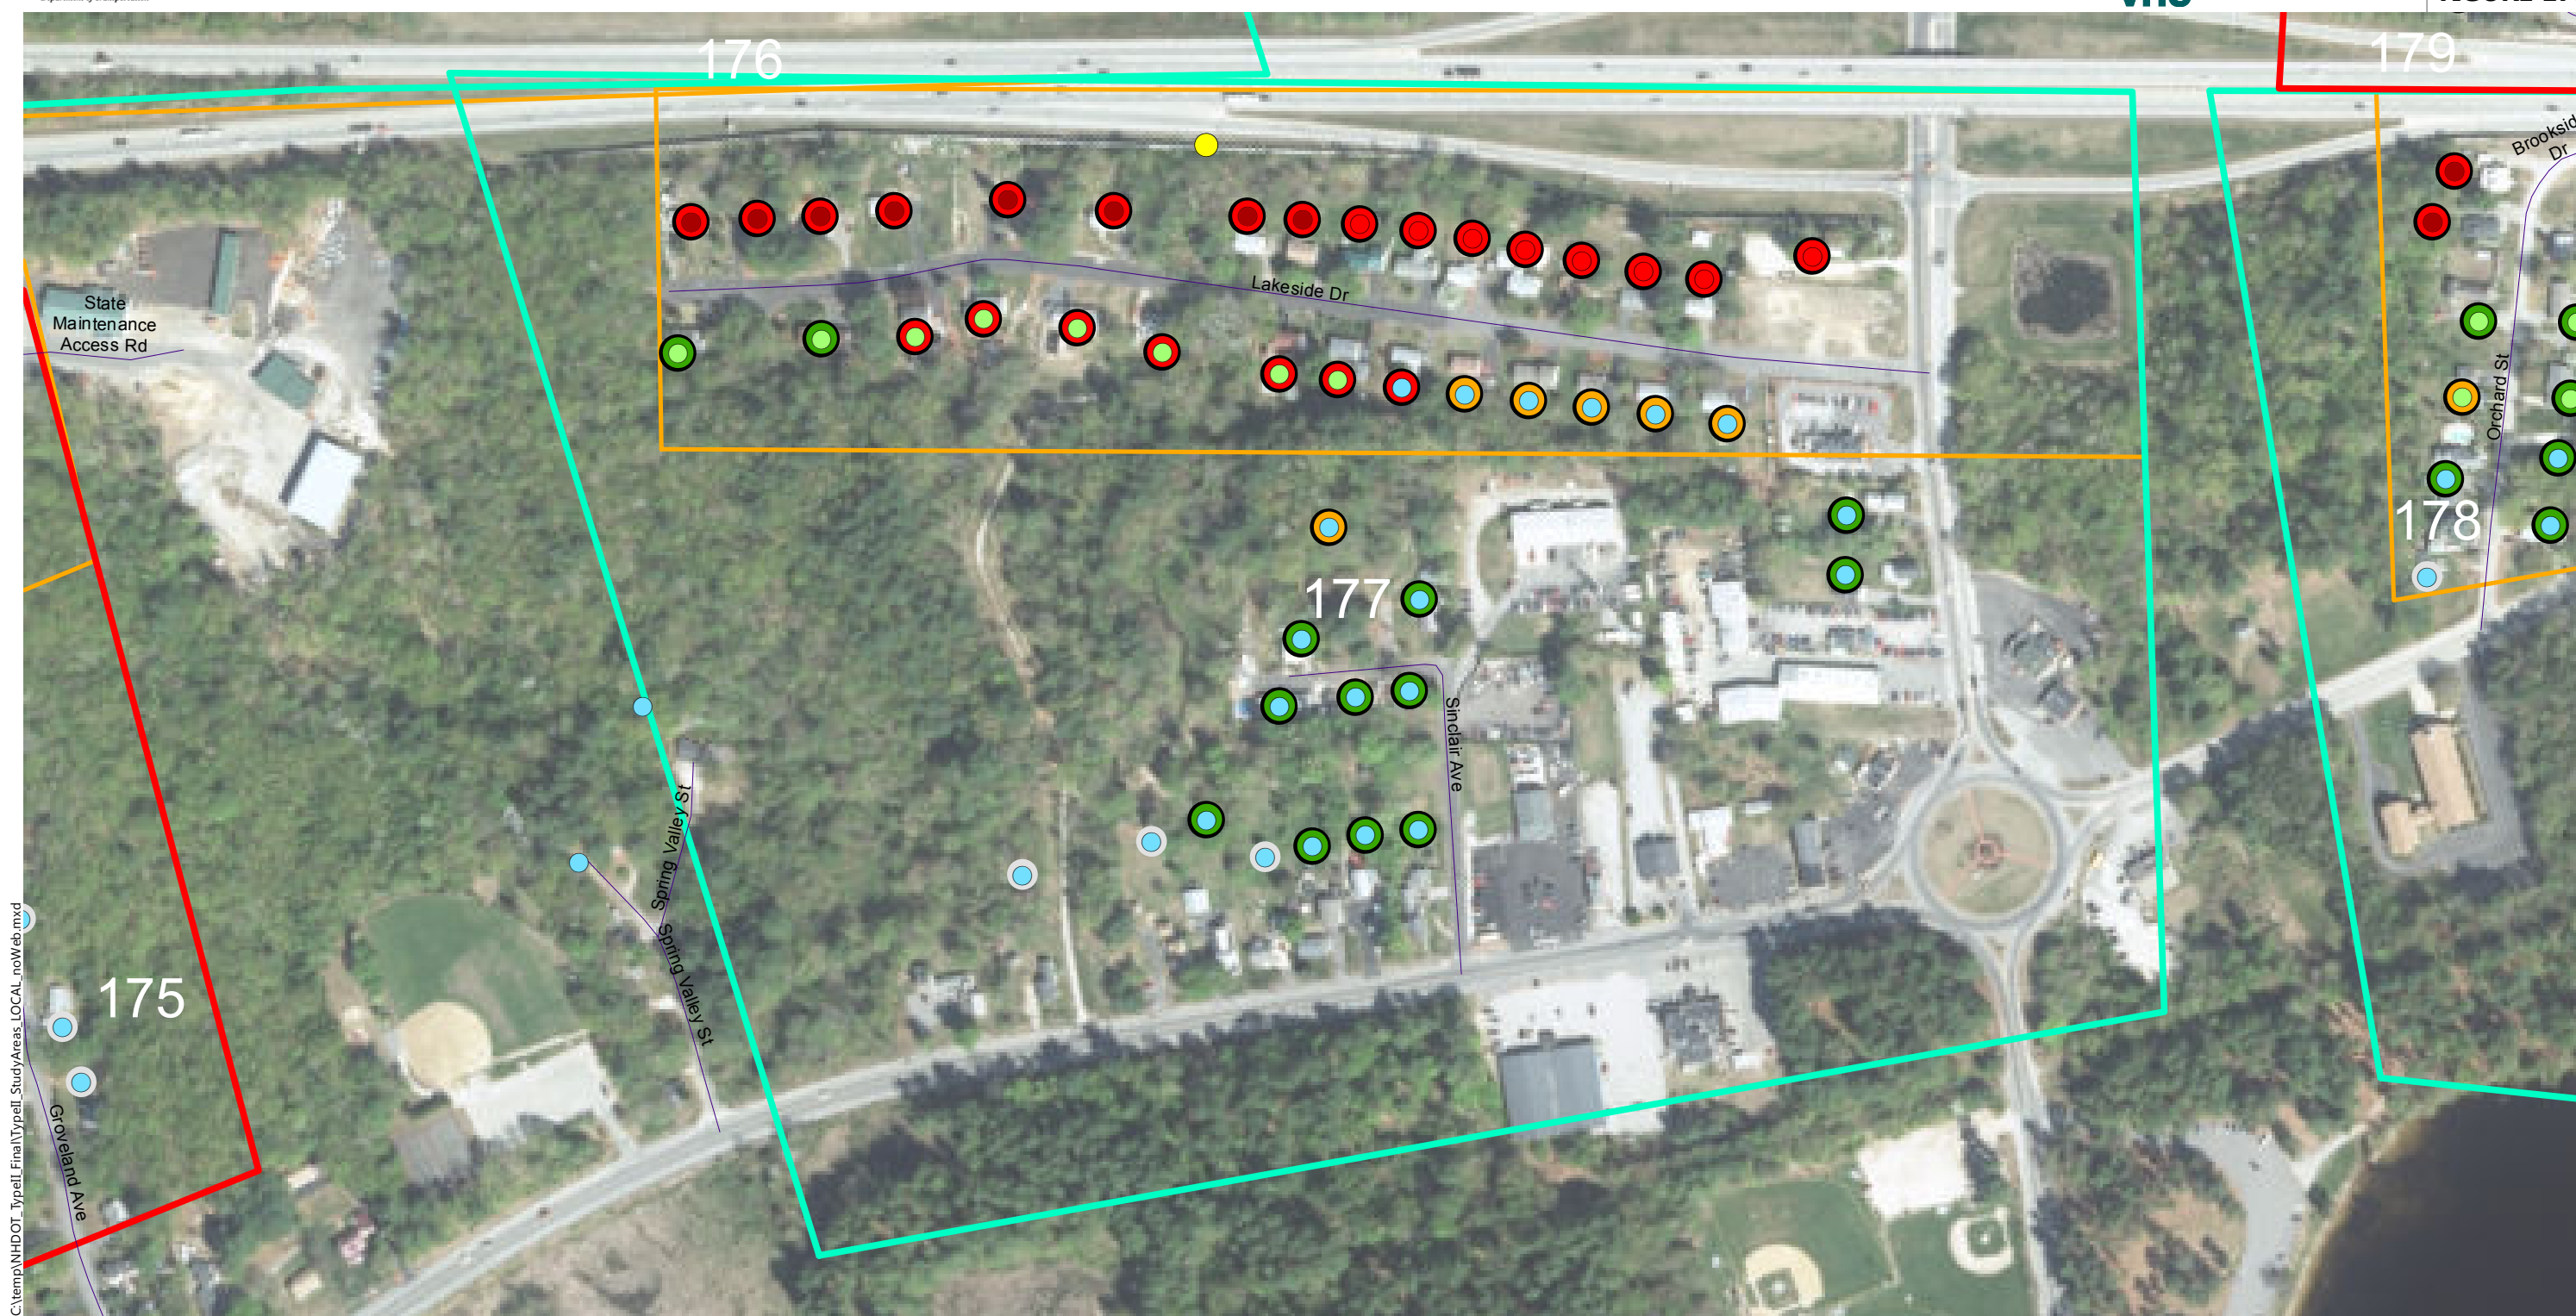 176
179
Brooksid
Dr
State
Maintenance
Access Rd
Lakeside Dr
Orchard St
178
177
Sinclair Ave
Spring Valley St
Spring Valley St
175
Groveland Ave
C:\temp\NHDOT_TypeII_Final\TypeII_StudyAreas_LOCAL_noWeb.mxd